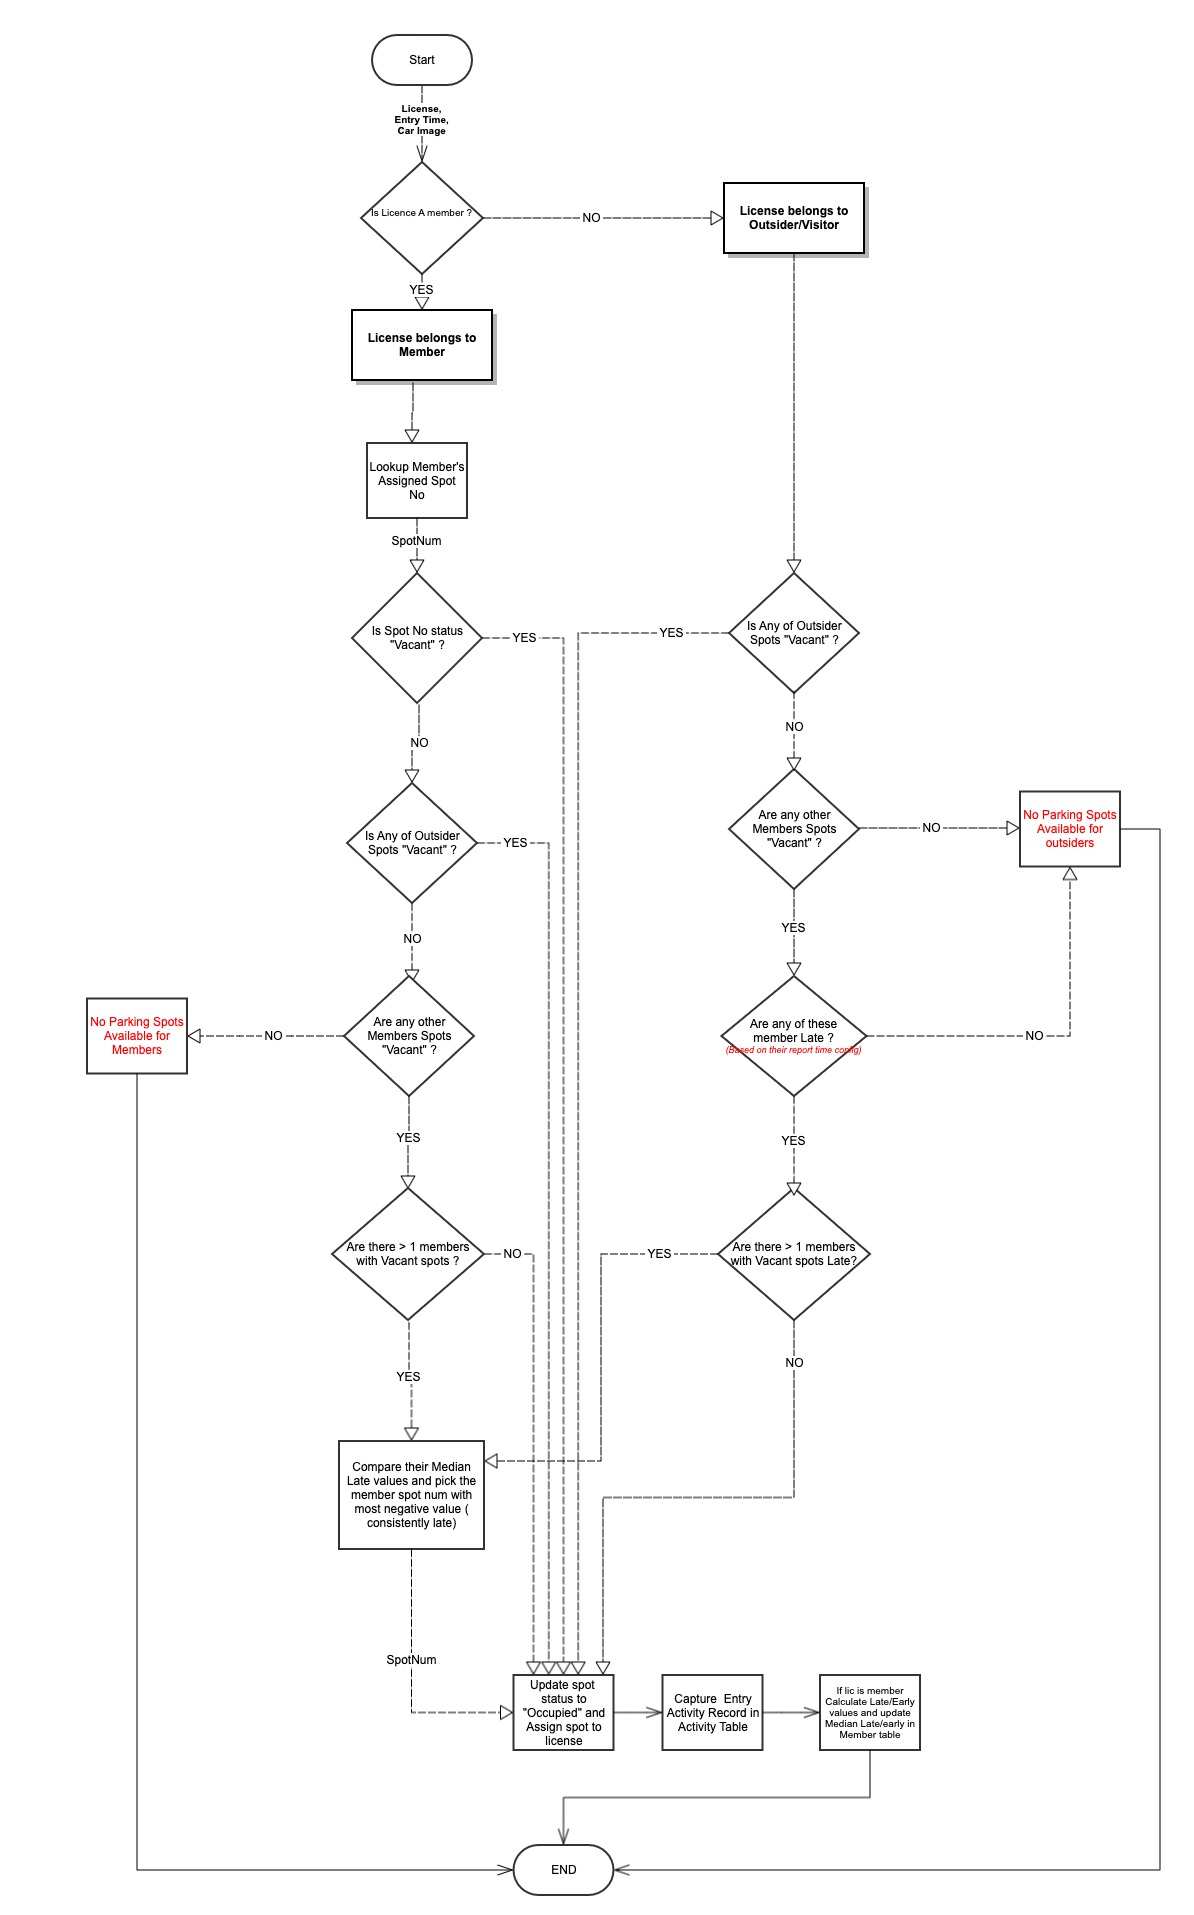 Start
License,
Entry Time,
Car Image
Is Licence A member ?
NO
License belongs to
Outsider/Visitor
YES
License belongs to
Member
Lookup Member's
Assigned Spot
No
SpotNum
Is Spot No status
"Vacant" ?
YES
YES
Is Any of Outsider
Spots "Vacant" ?
NO
NO
Is Any of Outsider
Spots "Vacant" ?
YES
Are any other
Members Spots
"Vacant" ?
NO
No Parking Spots
Available for
outsiders
NO
YES
No Parking Spots
Available for
Members
NO
Are any other
Members Spots
"Vacant" ?
Are any of these
member Late ?
(Based on their report time config)
NO
YES
YES
Are there > 1 members
with Vacant spots ?
NO
YES
Are there > 1 members
with Vacant spots Late?
YES
NO
Compare their Median
Late values and pick the
member spot num with
most negative value (
consistently late)
SpotNum
Update spot
status to
"Occupied" and
Assign spot to
license
Capture  Entry
Activity Record in
Activity Table
If lic is member
Calculate Late/Early
values and update
Median Late/early in
Member table
END